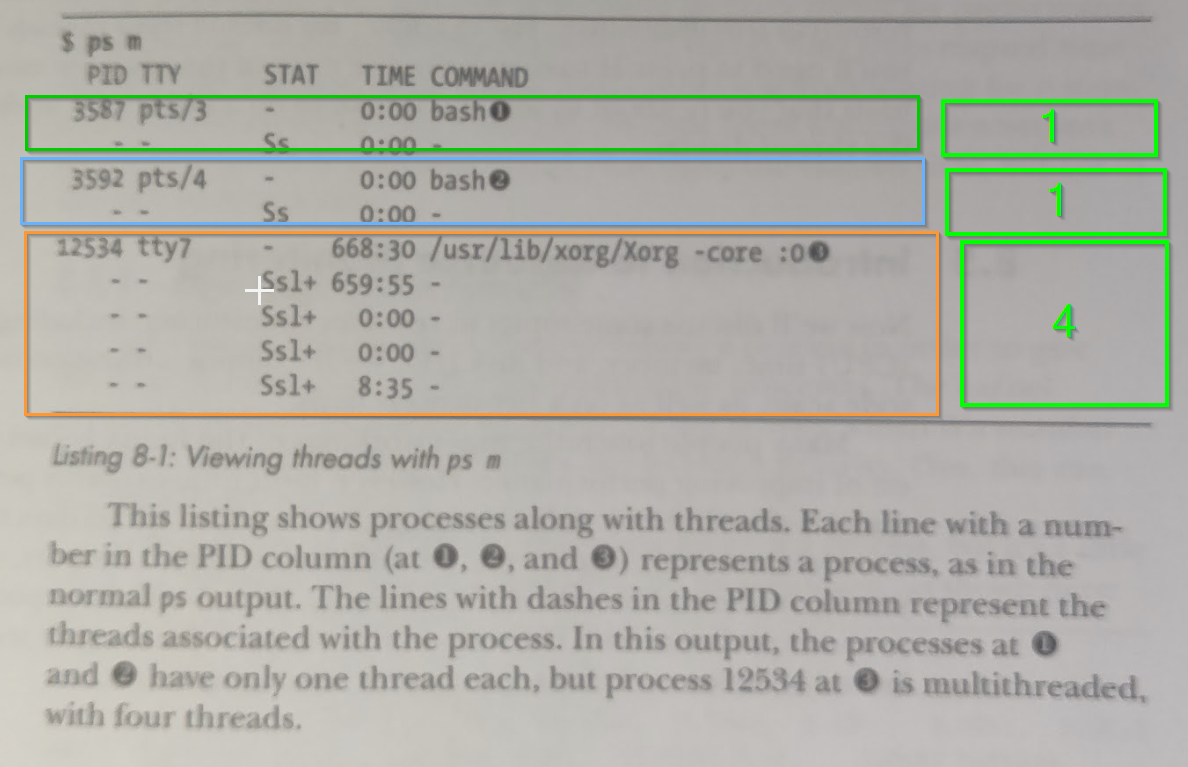 $ ps m
PID TTY STAT TIME COMMAND
3587 pts/3 - 0:00 bash❶ 1
- - Ss 0:00 -
3592 pts/4 - 0:00 bash❷ 1
- - Ss 0:00 -
12534 tty7 - 668:30 /usr/lib/xorg/Xorg -core :0❸
- - Ssl+ 659:55 -
- - Ssl+ 0:00 - 4
- - Ssl+ 0:00 -
- - Ssl+ 8:35 -
Listing 8-1: Viewing threads with ps m
This listing shows processes along with threads. Each line with a num-
ber in the PID column (at ❶, ❷, and ❸) represents a process, as in the
normal ps output. The lines with dashes in the PID column represent the
threads associated with the process. In this output, the processes at ❶
and ❷ have only one thread each, but process 12534 at ❸ is multithreaded,
with four threads.